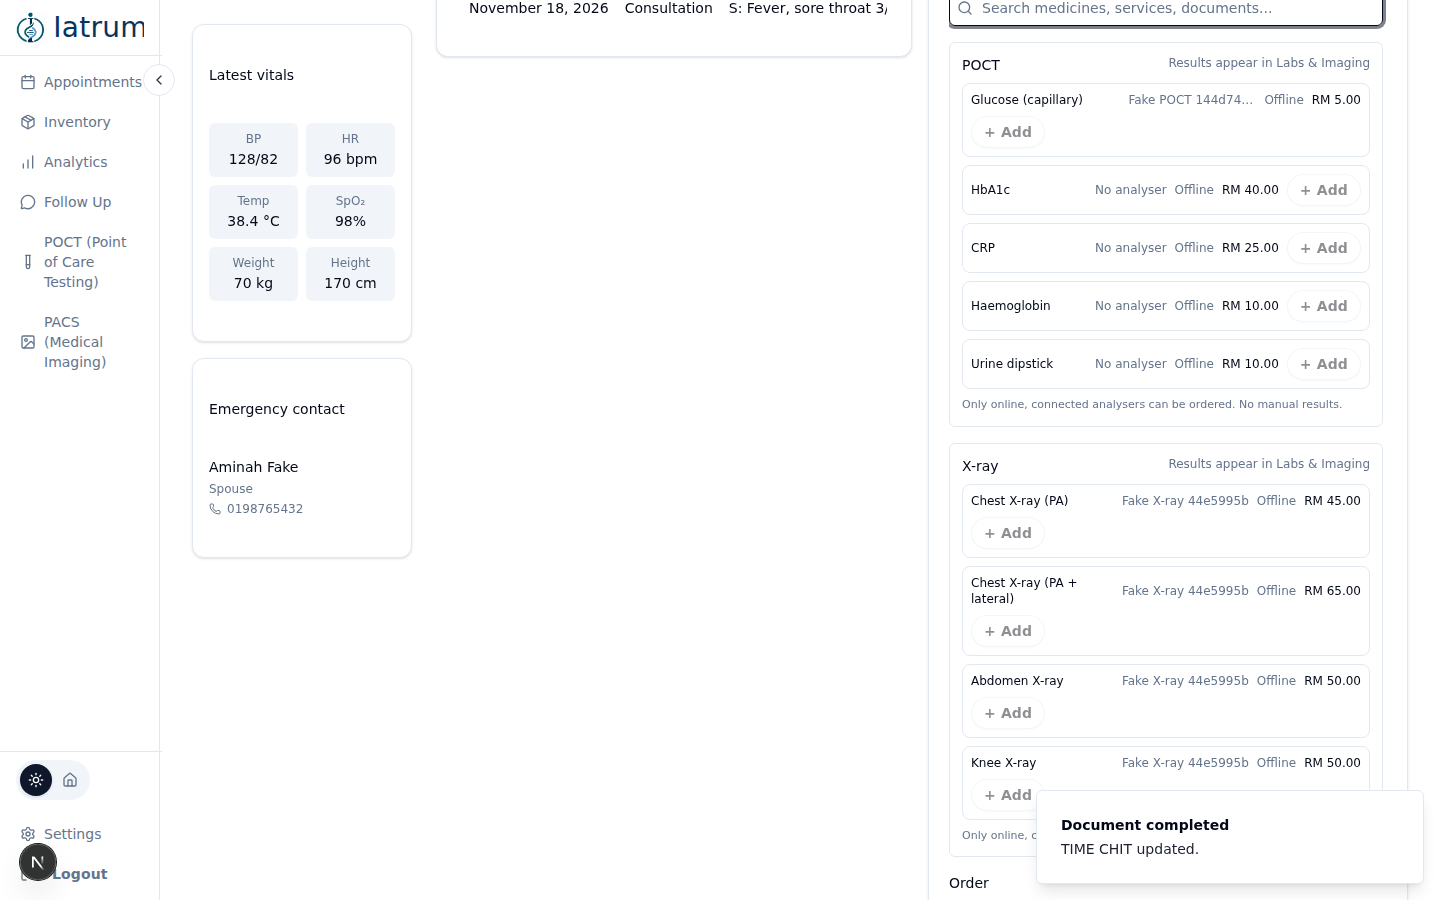 Iatrum
Appointments
Inventory
Analytics
Follow Up
POCT (Point
of Care
Testing)
PACS
(Medical
Imaging)
Settings
Logout
N
Latest vitals
BP
128/82
HR
96 bpm
Temp
38.4 °C
SpO₂
98%
Weight
70 kg
Height
170 cm
Emergency contact
Aminah Fake
Spouse
0198765432
November 18, 2026 Consultation S: Fever, sore throat 3/
Search medicines, services, documents...
POCT Results appear in Labs & Imaging
Glucose (capillary) Fake POCT 144d74... Offline RM 5.00
+ Add
HbA1c No analyser Offline RM 40.00 + Add
CRP No analyser Offline RM 25.00 + Add
Haemoglobin No analyser Offline RM 10.00 + Add
Urine dipstick No analyser Offline RM 10.00 + Add
Only online, connected analysers can be ordered. No manual results.
X-ray Results appear in Labs & Imaging
Chest X-ray (PA) Fake X-ray 44e5995b Offline RM 45.00
+ Add
Chest X-ray (PA +
lateral) Fake X-ray 44e5995b Offline RM 65.00
+ Add
Abdomen X-ray Fake X-ray 44e5995b Offline RM 50.00
+ Add
Knee X-ray Fake X-ray 44e5995b Offline RM 50.00
+ Add
Only online, c
Order
Document completed
TIME CHIT updated.